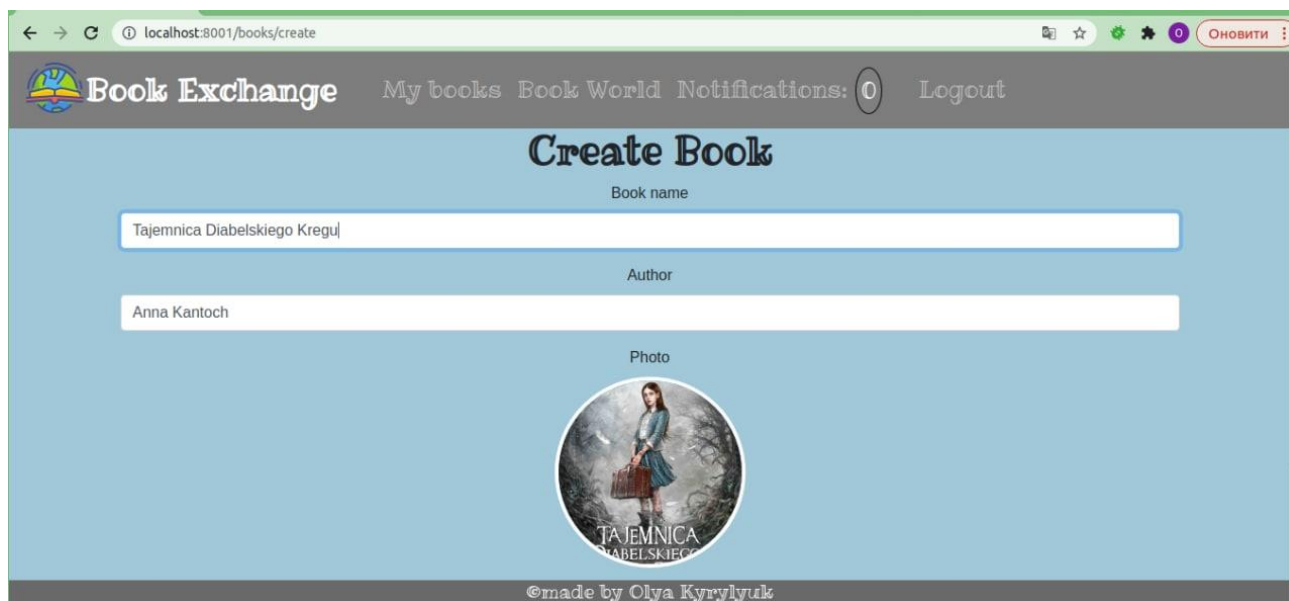 localhost:8001/books/create
О Оновити
Book Exchange My books Book World Notifications: 0 Logout
Create Book
Book name
Tajemnica Diabelskiego Kregu
Author
Anna Kantoch
Photo
TAJEMNICA
DIABELSKIEGO
©made by Olya Kyrylyuk